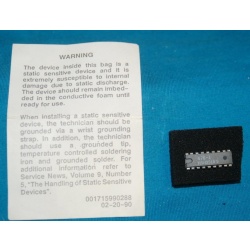 WARNING
The device inside this bag is a
static sensitive device and it is
extremely susceptible to internal
damage due to static discharge.
The device should remain imbed-
ded in the conductive foam until
ready for use.
When installing a static sensitive
device, the technician should be
grounded via a wrist grounding
strap. In addition, the technician
should use a grounded tip,
temperature controlled soldering
iron and grounded solder. For
additional information refer to
Service News, Volume 5, Number
5, "The Handling of Static Sensitive
Devices".
001715990288
02-20-80